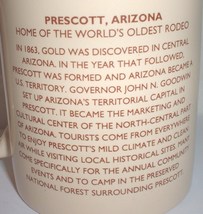 PRESCOTT, ARIZONA
HOME OF THE WORLD'S OLDEST RODEO
IN 1863, GOLD WAS DISCOVERED IN CENTRAL
ARIZONA. IN THE YEAR THAT FOLLOWED,
PRESCOTT WAS FORMED AND ARIZONA BECAME A
U.S. TERRITORY. GOVERNOR JOHN N. GOODWIN
SET UP ARIZONA'S TERRITORIAL CAPITAL IN
PRESCOTT. IT BECAME THE MARKETING AND
CULTURAL CENTER OF THE NORTH-CENTRAL PART
OF ARIZONA. TOURISTS COME FROM EVERYWHERE
TO ENJOY PRESCOTT'S MILD CLIMATE AND CLEAR
AIR WHILE VISITING LOCAL HISTORICAL SITES. MANY
COME SPECIFICALLY FOR THE ANNUAL COMMUNITY
EVENTS AND TO CAMP IN THE PRESERVED
NATIONAL FOREST SURROUNDING PRESCOTT.